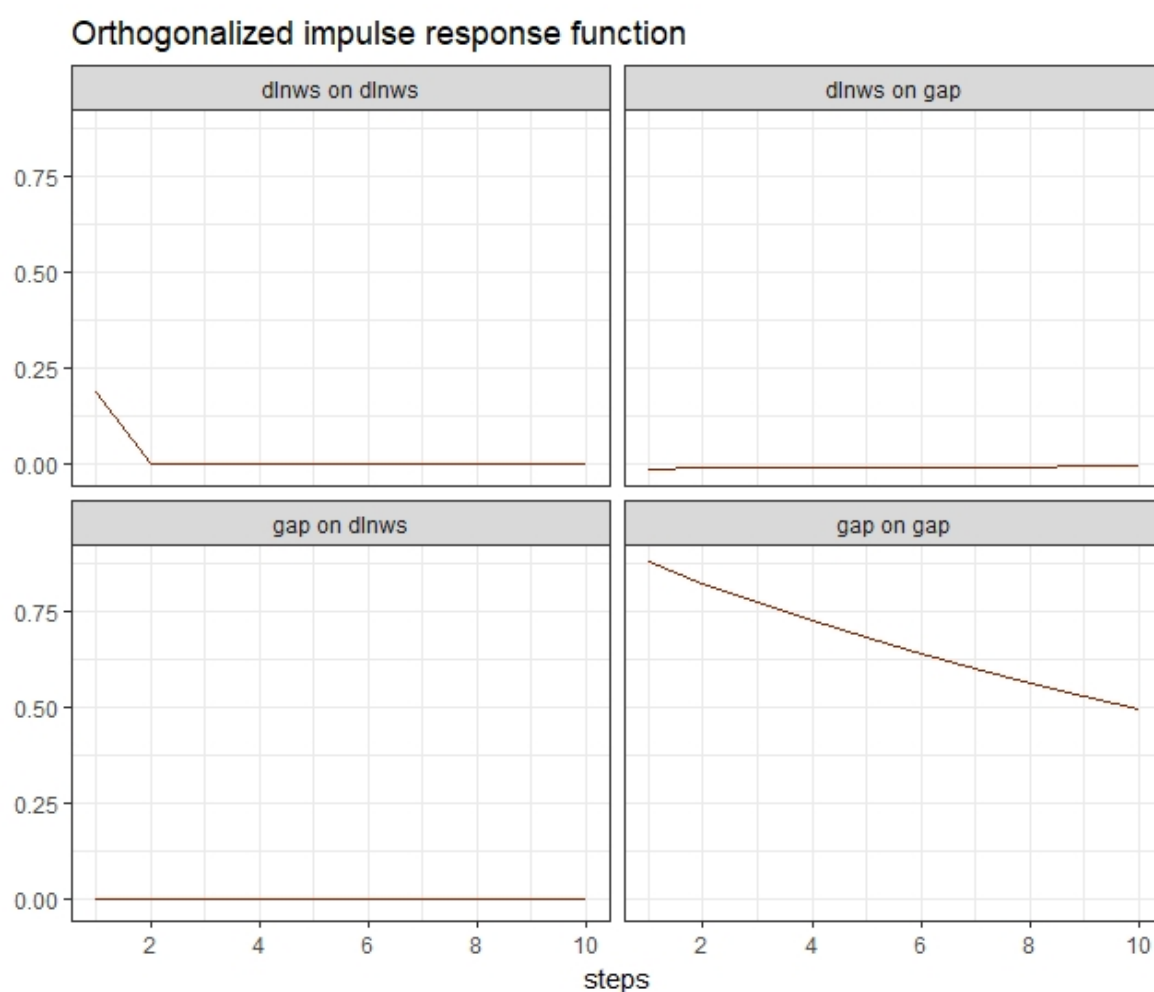 Orthogonalized impulse response function
dlnws on dlnws
dlnws on gap
0.75
0.50
0.25
0.00
gap on dlnws
gap on gap
0.75
0.50
0.25
0.00
2 4 6 8 10
2 4 6 8 10
steps